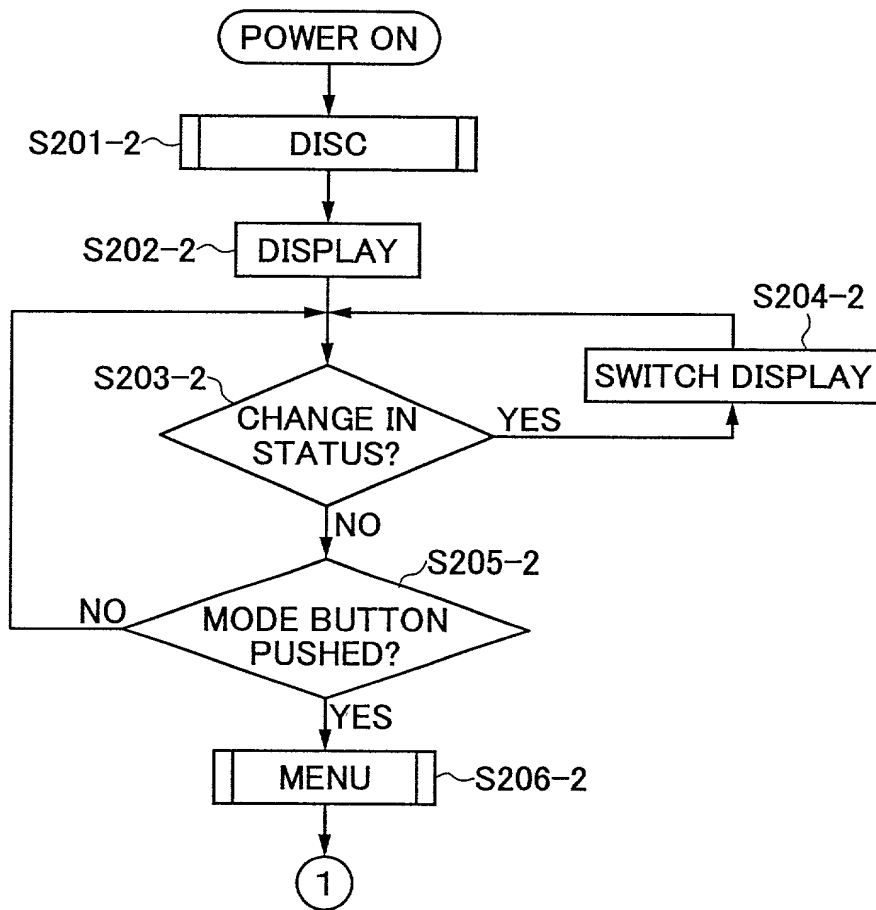 POWER ON
S201-2
DISC
S202-2
DISPLAY
S204-2
SWITCH DISPLAY
S203-2
CHANGE IN
STATUS?
YES
NO
S205-2
NO
MODE BUTTON
PUSHED?
YES
MENU
S206-2
1